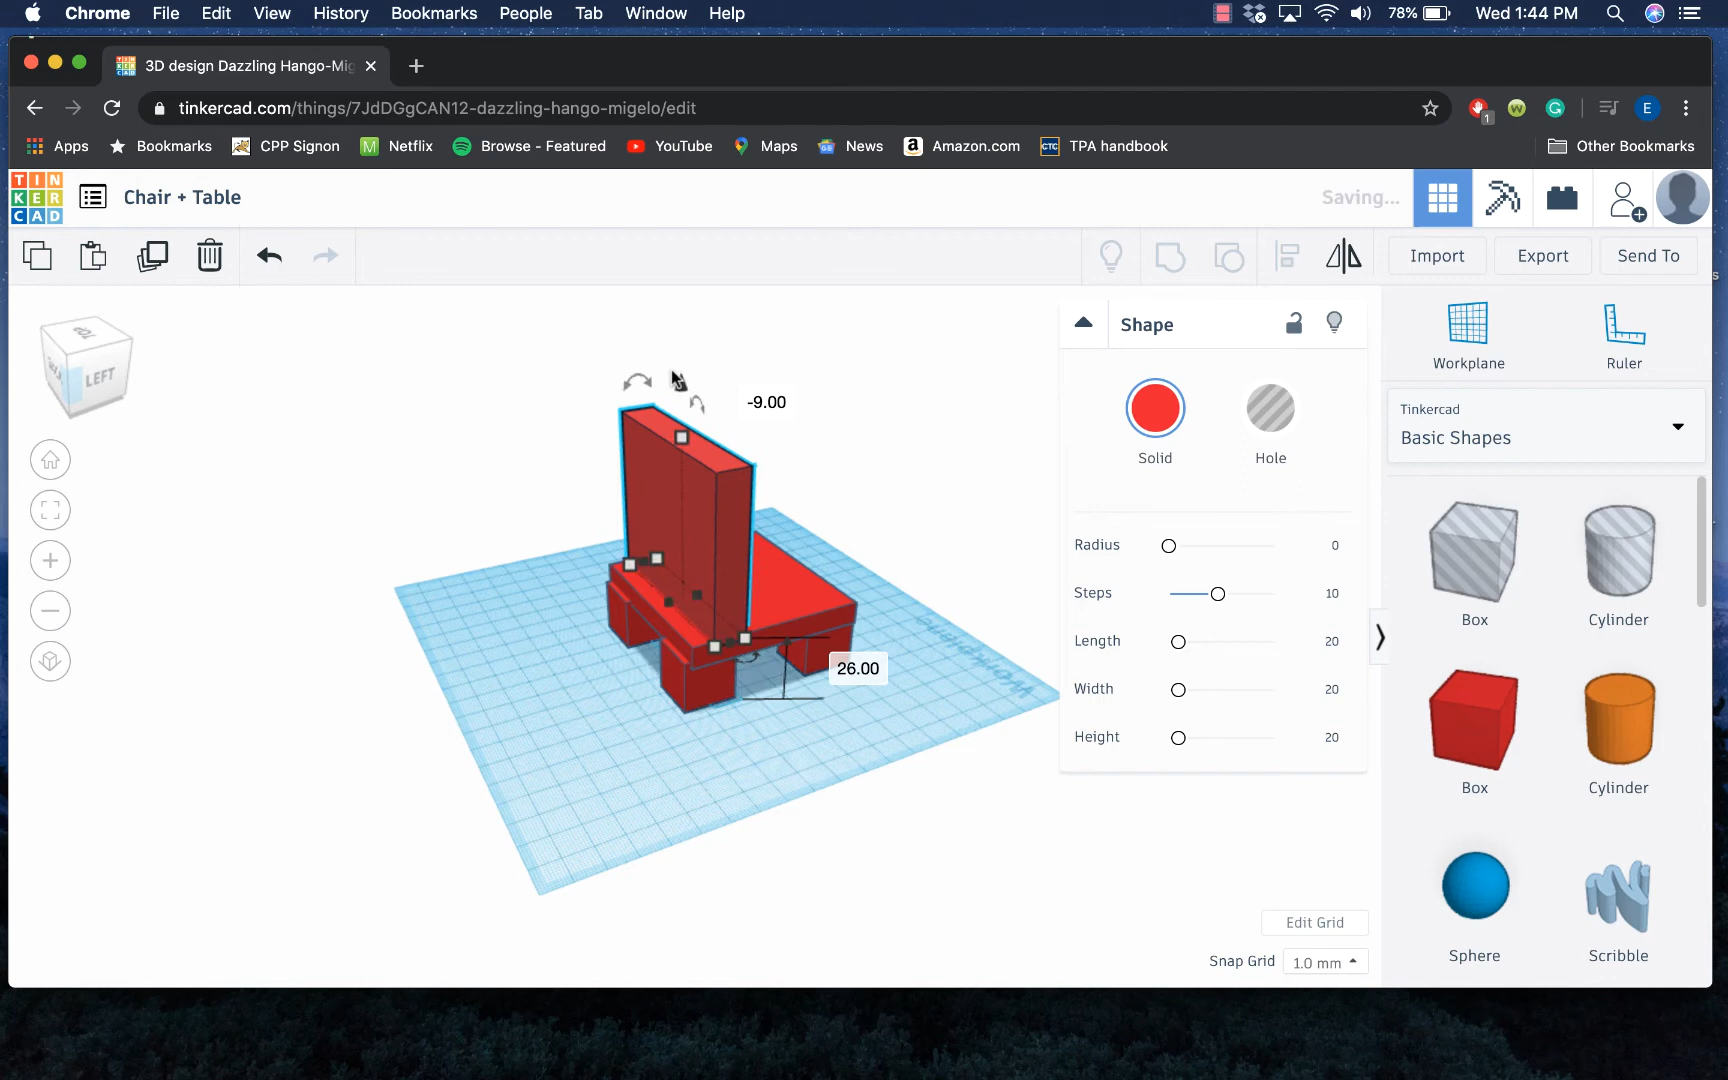 Chrome File Edit View History Bookmarks People Tab Window Help 78% Wed 1:44 PM
3D design Dazzling Hango-Mig
tinkercad.com/things/7JdDGgCAN12-dazzling-hango-migelo/edit 1 E
Apps Bookmarks CPP Signon Netflix Browse - Featured YouTube Maps News Amazon.com CTC TPA handbook Other Bookmarks
TIN
KER
CAD
Chair + Table Saving...
Import Export Send To
TOP
LEFT
Shape
Solid Hole
Radius 0
Steps 10
Length 20
Width 20
Height 20
-9.00
26.00
Workplane
Edit Grid
Snap Grid 1.0 mm
Workplane Ruler
Tinkercad
Basic Shapes
Box Cylinder
Box Cylinder
Sphere Scribble